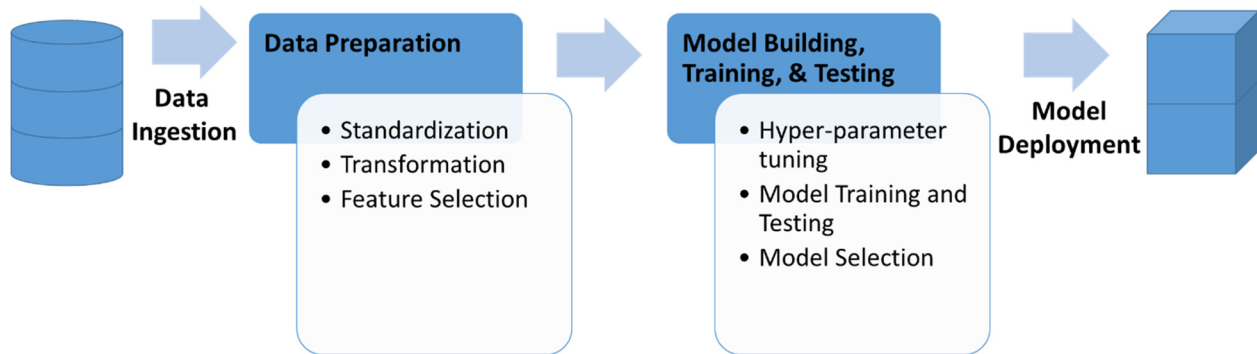 Data
Ingestion
Data Preparation
• Standardization
• Transformation
• Feature Selection
Model Building,
Training, & Testing
• Hyper-parameter
tuning
• Model Training and
Testing
• Model Selection
Model
Deployment